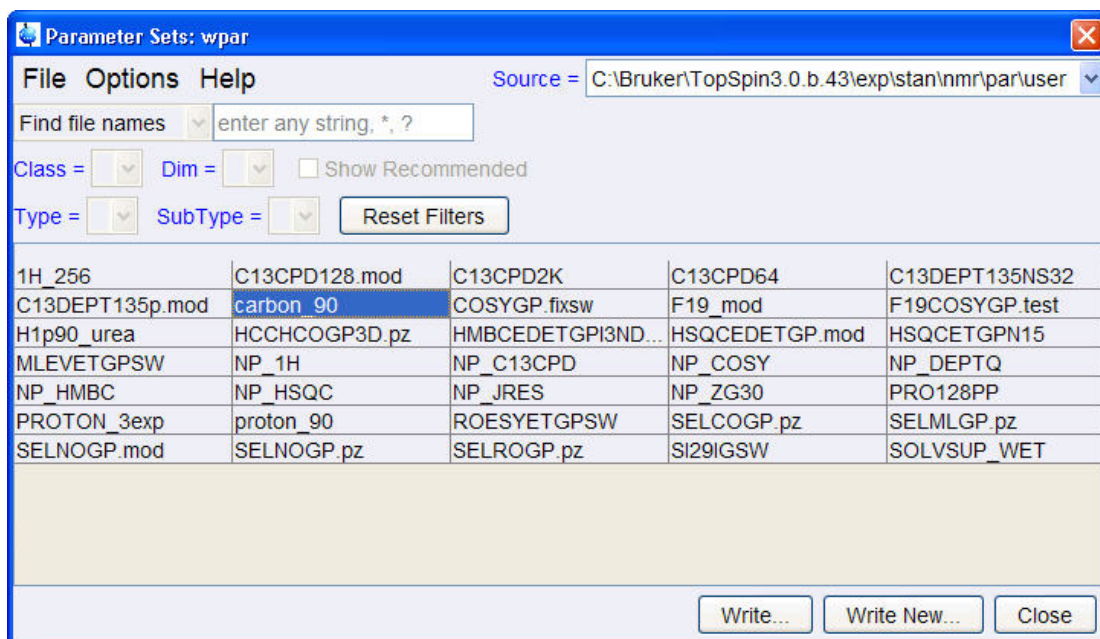 Parameter Sets: wpar
File Options Help Source = C:\Bruker\TopSpin3.0.b.43\exp\stan\nmr\par\user
Find file names enter any string, *, ?
Class = Dim = Show Recommended
Type = SubType = Reset Filters
1H_256 C13CPD128.mod C13CPD2K C13CPD64 C13DEPT135NS32
C13DEPT135p.mod carbon_90 COSYGP.fixsw F19_mod F19COSYGP.test
H1p90_urea HCCHCOGP3D.pz HMBCEDETGPl3ND... HSQCEDETGP.mod HSQCETGPN15
MLEVETGPSW NP_1H NP_C13CPD NP_COSY NP_DEPTQ
NP_HMBC NP_HSQC NP_JRES NP_ZG30 PRO128PP
PROTON_3exp proton_90 ROESYETGPSW SELCOGP.pz SELMLGP.pz
SELNOGP.mod SELNOGP.pz SELROGP.pz SI29IGSW SOLVSUP_WET
Write... Write New... Close